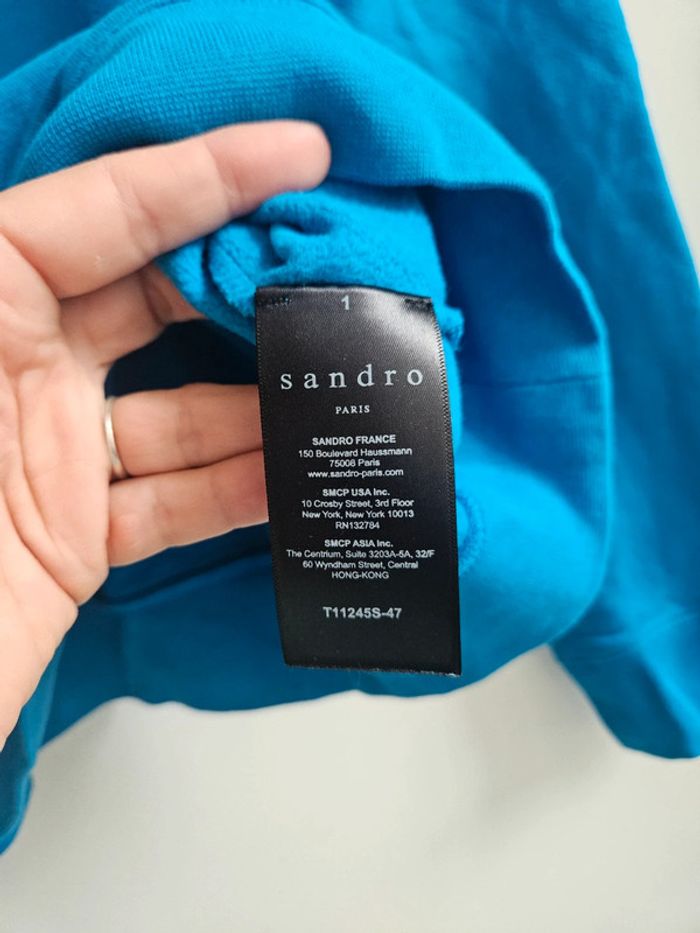 1
sandro
PARIS
SANDRO FRANCE
150 Boulevard Haussmann
75008 Paris
www.sandro-paris.com
SMCP USA Inc.
10 Crosby Street, 3rd Floor
New York, New York 10013
RN132784
SMCP ASIA Inc.
The Centrium, Suite 3203A-5A, 32/F
60 Wyndham Street, Central
HONG-KONG
T11245S-47